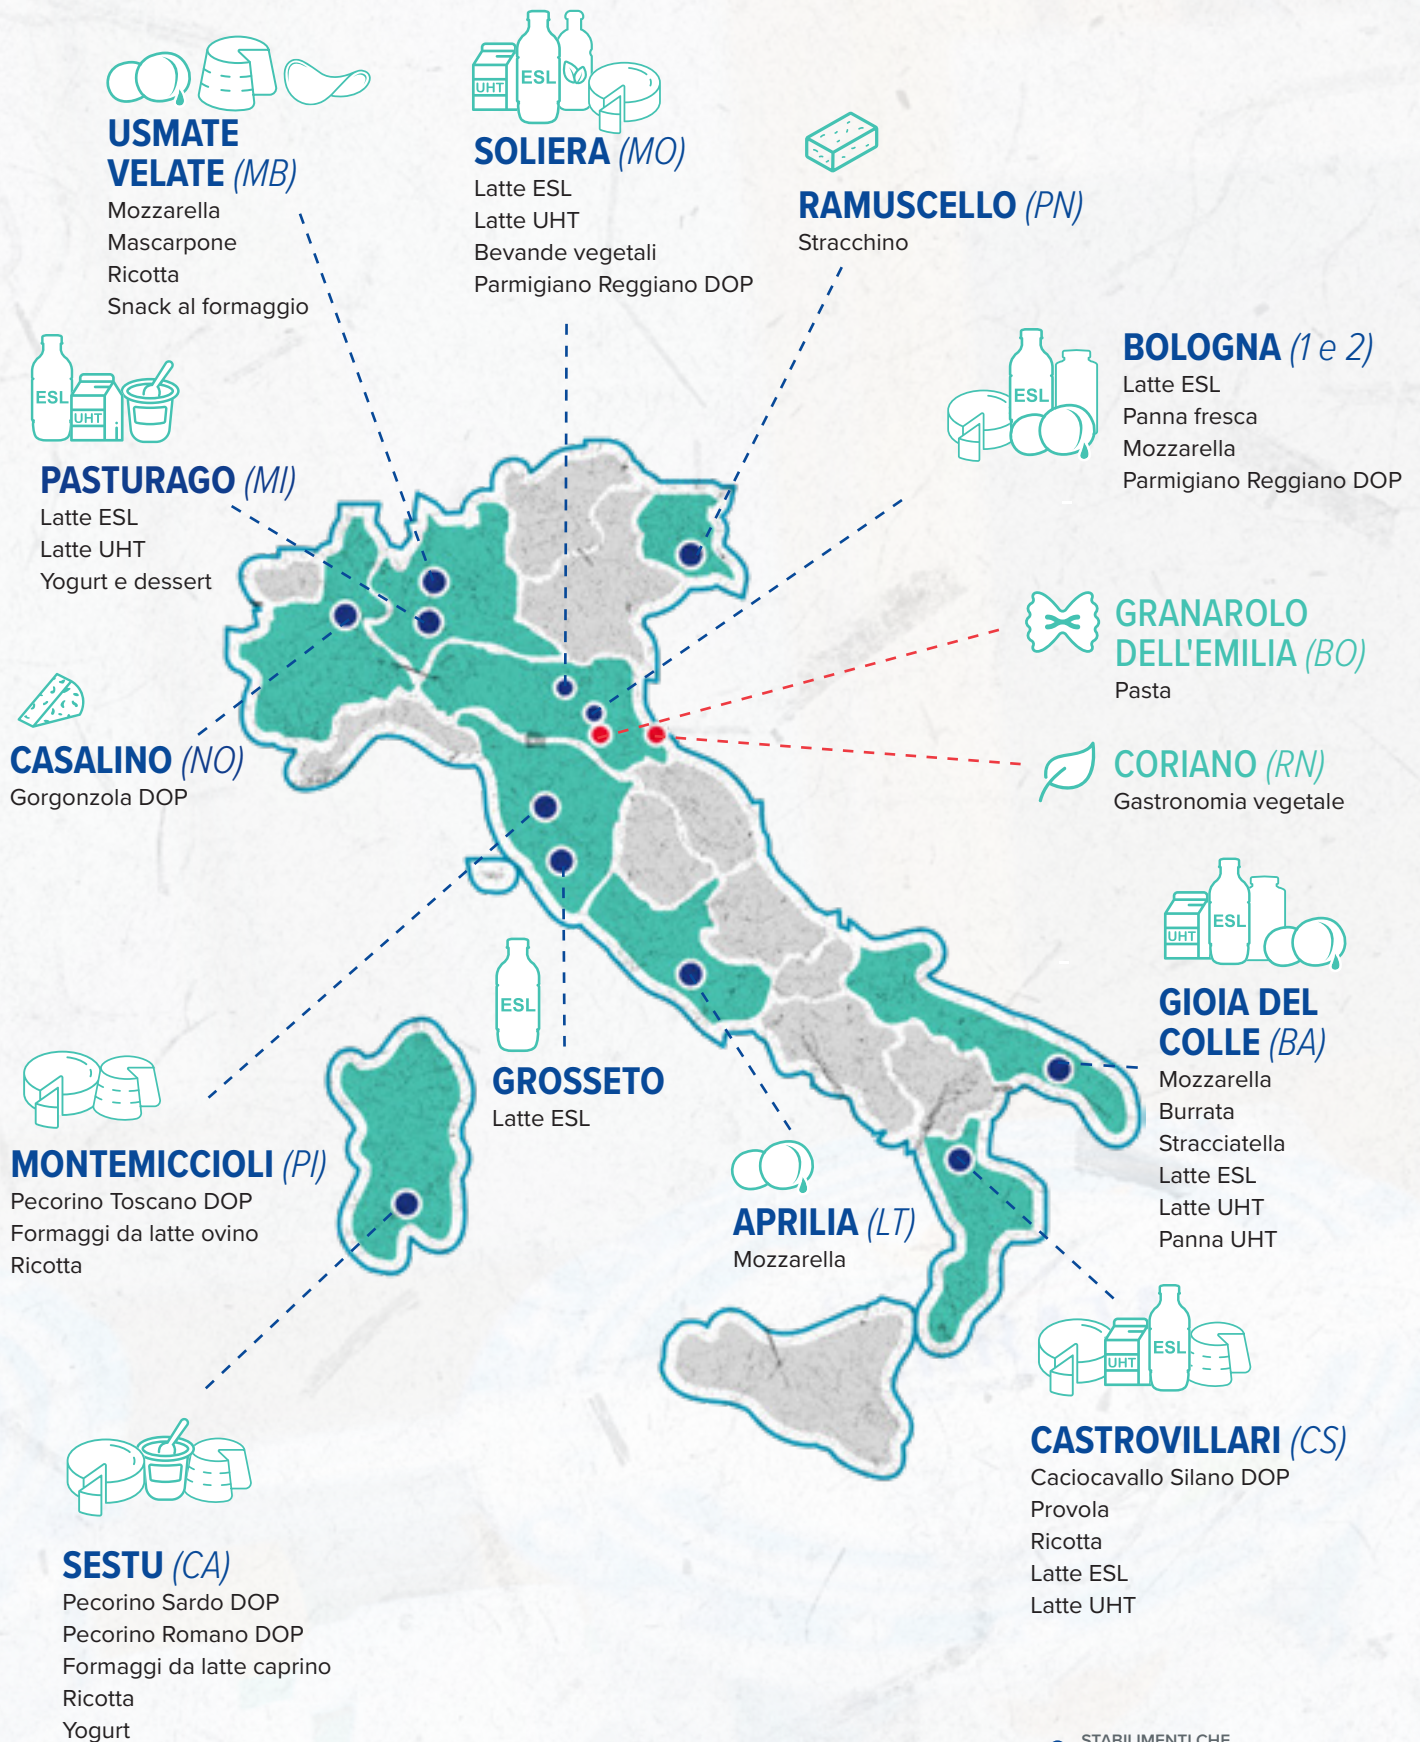 USMATE
VELATE (MB)
Mozzarella
Mascarpone
Ricotta
Snack al formaggio
UHT
ESL
SOLIERA (MO)
Latte ESL
Latte UHT
Bevande vegetali
Parmigiano Reggiano DOP
RAMUSCELLO (PN)
Stracchino
ESL
BOLOGNA (1 e 2)
Latte ESL
Panna fresca
Mozzarella
Parmigiano Reggiano DOP
ESL
UHT
PASTURAGO (MI)
Latte ESL
Latte UHT
Yogurt e dessert
GRANAROLO
DELL'EMILIA (BO)
Pasta
CASALINO (NO)
Gorgonzola DOP
CORIANO (RN)
Gastronomia vegetale
UHT
ESL
GIOIA DEL
COLLE (BA)
Mozzarella
Burrata
Stracciatella
Latte ESL
Latte UHT
Panna UHT
ESL
GROSSETO
Latte ESL
MONTEMICCIOLI (PI)
Pecorino Toscano DOP
Formaggi da latte ovino
Ricotta
APRILIA (LT)
Mozzarella
UHT
ESL
CASTROVILLARI (CS)
Caciocavallo Silano DOP
Provola
Ricotta
Latte ESL
Latte UHT
SESTU (CA)
Pecorino Sardo DOP
Pecorino Romano DOP
Formaggi da latte caprino
Ricotta
Yogurt
STABILIMENTI CHE